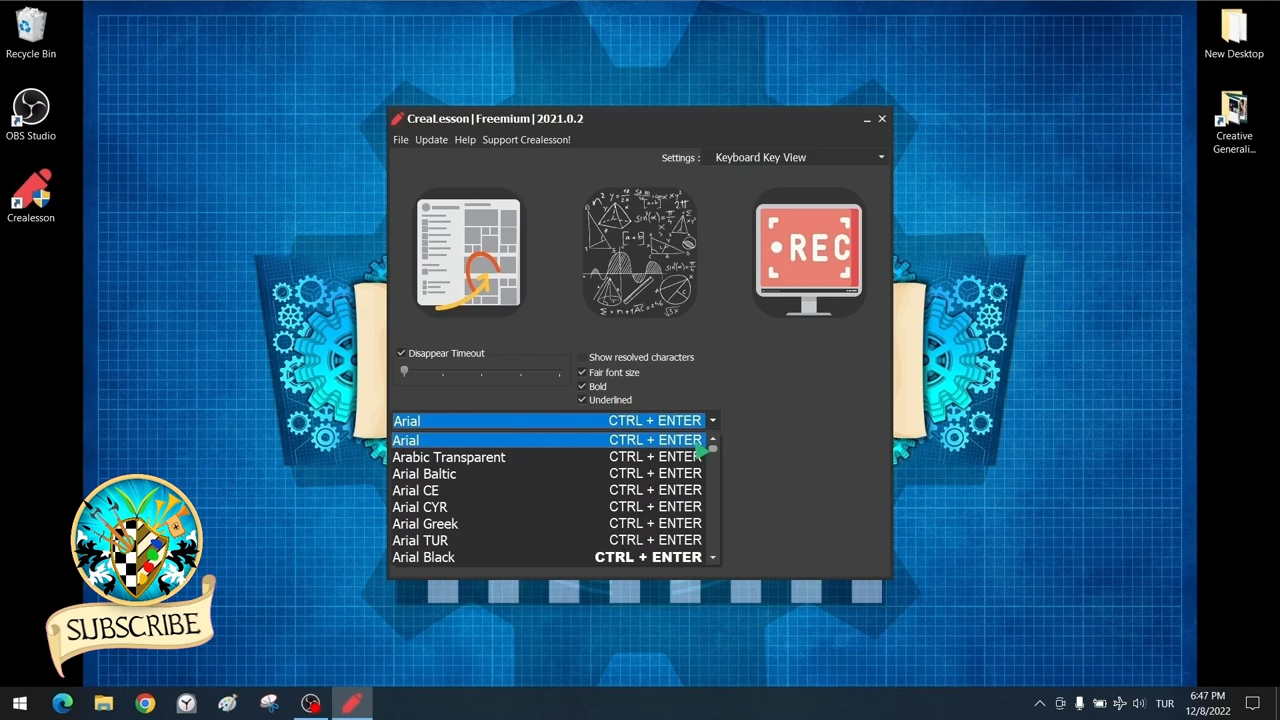 Recycle Bin
OBS Studio
Crealesson
New Desktop
Creative
Generali...
CreaLesson|Freemium|2021.0.2
File Update Help Support Crealesson!
Settings : Keyboard Key View
REC
Disappear Timeout
Show resolved characters
Fair font size
Bold
Underlined
Arial CTRL + ENTER
Arial CTRL + ENTER
Arabic Transparent CTRL + ENTER
Arial Baltic CTRL + ENTER
Arial CE CTRL + ENTER
Arial CYR CTRL + ENTER
Arial Greek CTRL + ENTER
Arial TUR CTRL + ENTER
Arial Black CTRL + ENTER
SUBSCRIBE
TUR
6:47 PM
12/8/2022